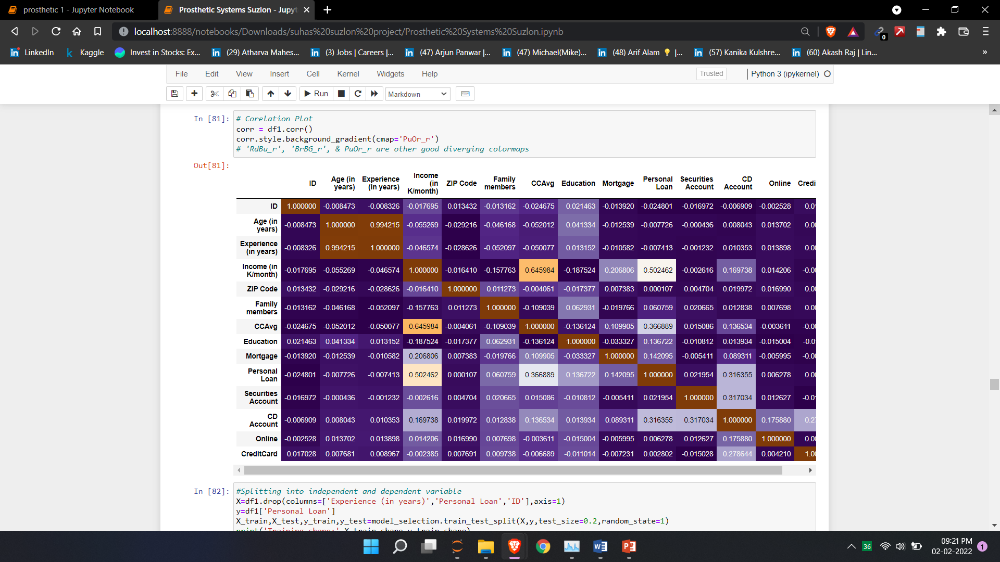 prosthetic 1 - Jupyter Notebook
Prosthetic Systems Suzlon - Jupyt
localhost:8888/notebooks/Downloads/suhas%20suzlon%20project/Prosthetic%20Systems%20Suzlon.ipynb
0
LinkedIn
Kaggle
Invest in Stocks: Ex...
(29) Atharva Mahes...
(3) Jobs | Careers |...
(47) Arjun Panwar |...
(47) Michael(Mike)...
(48) Arif Alam 💡 |...
(57) Kanika Kulshre...
(60) Akash Raj | Lin...
»
File Edit View Insert Cell Kernel Widgets Help
Trusted
Python 3 (ipykernel)
Run
Markdown
In [81]:
# Corelation Plot
corr = df1.corr()
corr.style.background_gradient(cmap='PuOr_r')
# 'RdBu_r', 'BrBG_r', & PuOr_r are other good diverging colormaps
Out[81]:
ID Age (in years) Experience (in years) Income (in K/month) ZIP Code Family members CCAvg Education Mortgage Personal Loan Securities Account CD Account Online Credi
ID 1.000000 -0.008473 -0.008326 -0.017695 0.013432 -0.013162 -0.024675 0.021463 -0.013920 -0.024801 -0.016972 -0.006909 -0.002528 0.01
Age (in years) -0.008473 1.000000 0.994215 -0.055269 -0.029216 -0.046168 -0.052012 0.041334 -0.012539 -0.007726 -0.000436 0.008043 0.013702 0.00
Experience (in years) -0.008326 0.994215 1.000000 -0.046574 -0.028626 -0.052097 -0.050077 0.013152 -0.010582 -0.007413 -0.001232 0.010353 0.013898 0.00
Income (in K/month) -0.017695 -0.055269 -0.046574 1.000000 -0.016410 -0.157763 0.645984 -0.187524 0.206806 0.502462 -0.002616 0.169738 0.014206 -0.00
ZIP Code 0.013432 -0.029216 -0.028626 -0.016410 1.000000 0.011273 -0.004061 -0.017377 0.007383 0.000107 0.004704 0.019972 0.016990 0.00
Family members -0.013162 -0.046168 -0.052097 -0.157763 0.011273 1.000000 -0.109039 0.062931 -0.019766 0.060759 0.020665 0.012838 0.007698 0.00
CCAvg -0.024675 -0.052012 -0.050077 0.645984 -0.004061 -0.109039 1.000000 -0.136124 0.109905 0.366889 0.015086 0.136534 -0.003611 -0.00
Education 0.021463 0.041334 0.013152 -0.187524 -0.017377 0.062931 -0.136124 1.000000 -0.033327 0.136722 -0.010812 0.013934 -0.015004 -0.0
Mortgage -0.013920 -0.012539 -0.010582 0.206806 0.007383 -0.019766 0.109905 -0.033327 1.000000 0.142095 -0.005411 0.089311 -0.005995 -0.00
Personal Loan -0.024801 -0.007726 -0.007413 0.502462 0.000107 0.060759 0.366889 0.136722 0.142095 1.000000 0.021954 0.316355 0.006278 0.00
Securities Account -0.016972 -0.000436 -0.001232 -0.002616 0.004704 0.020665 0.015086 -0.010812 -0.005411 0.021954 1.000000 0.317034 0.012627 -0.0
CD Account -0.006909 0.008043 0.010353 0.169738 0.019972 0.012838 0.136534 0.013934 0.089311 0.316355 0.317034 1.000000 0.175880 0.27
Online -0.002528 0.013702 0.013898 0.014206 0.016990 0.007698 -0.003611 -0.015004 -0.005995 0.006278 0.012627 0.175880 1.000000 0.00
CreditCard 0.017028 0.007681 0.008967 -0.002385 0.007691 0.009738 -0.006689 -0.011014 -0.007231 0.002802 -0.015028 0.278644 0.004210 1.00
In [82]:
#Splitting into independent and dependent variable
X=df1.drop(columns=['Experience (in years)','Personal Loan','ID'],axis=1)
y=df1['Personal Loan']
X_train,X_test,y_train,y_test=model_selection.train_test_split(X,y,test_size=0.2,random_state=1)
print('Training shape:',X_train.shape,y_train.shape)
36
09:21 PM
02-02-2022
1